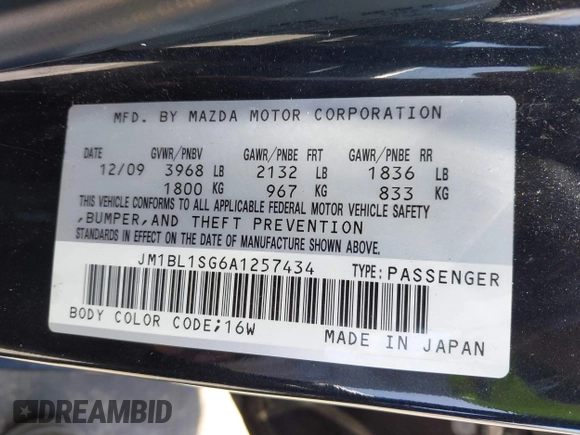 MFD. BY MAZDA MOTOR CORPORATION
DATE GVWR/PNBV GAWR/PNBE FRT GAWR/PNBE RR
12/09 3968 LB 2132 LB 1836 LB
1800 KG 967 KG 833 KG
THIS VEHICLE CONFORMS TO ALL APPLICABLE FEDERAL MOTOR VEHICLE SAFETY
,BUMPER,AND THEFT PREVENTION
STANDARDS IN EFFECT ON THE DATE OF MANUFACTURE SHOWN ABOVE.
JM1BL1SG6A1257434 TYPE:PASSENGER
BODY COLOR CODE;16W MADE IN JAPAN
DREAMBID